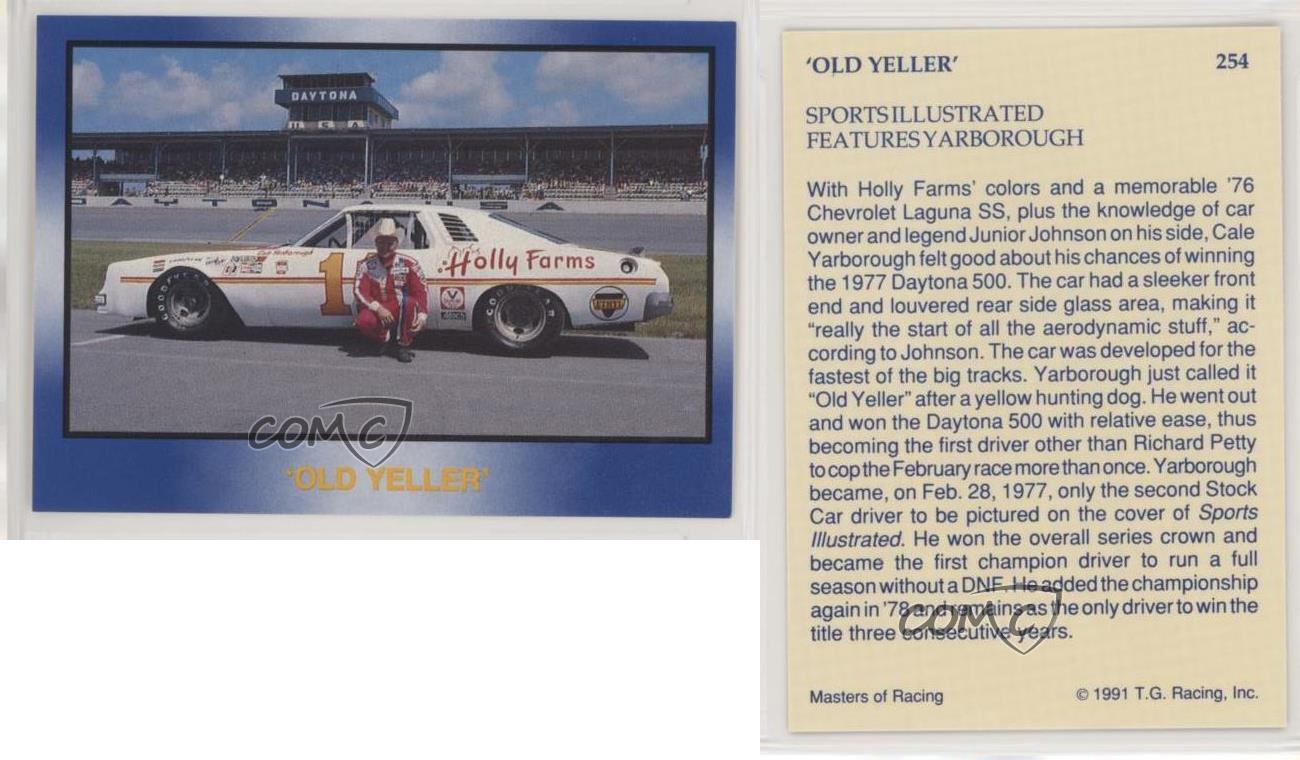 DAYTONA
U.S.A.
DAYTONA
Cale Yarborough
GOODYEAR
1
Holly Farms
GOODYEAR
COMC
'OLD YELLER'
'OLD YELLER'
254
SPORTS ILLUSTRATED
FEATURES YARBOROUGH
With Holly Farms' colors and a memorable '76
Chevrolet Laguna SS, plus the knowledge of car
owner and legend Junior Johnson on his side, Cale
Yarborough felt good about his chances of winning
the 1977 Daytona 500. The car had a sleeker front
end and louvered rear side glass area, making it
"really the start of all the aerodynamic stuff," ac-
cording to Johnson. The car was developed for the
fastest of the big tracks. Yarborough just called it
"Old Yeller" after a yellow hunting dog. He went out
and won the Daytona 500 with relative ease, thus
becoming the first driver other than Richard Petty
to cop the February race more than once. Yarborough
became, on Feb. 28, 1977, only the second Stock
Car driver to be pictured on the cover of Sports
Illustrated. He won the overall series crown and
became the first champion driver to run a full
season without a DNF. He added the championship
again in '78 and remains as the only driver to win the
title three consecutive years.
COMC
Masters of Racing
© 1991 T.G. Racing, Inc.